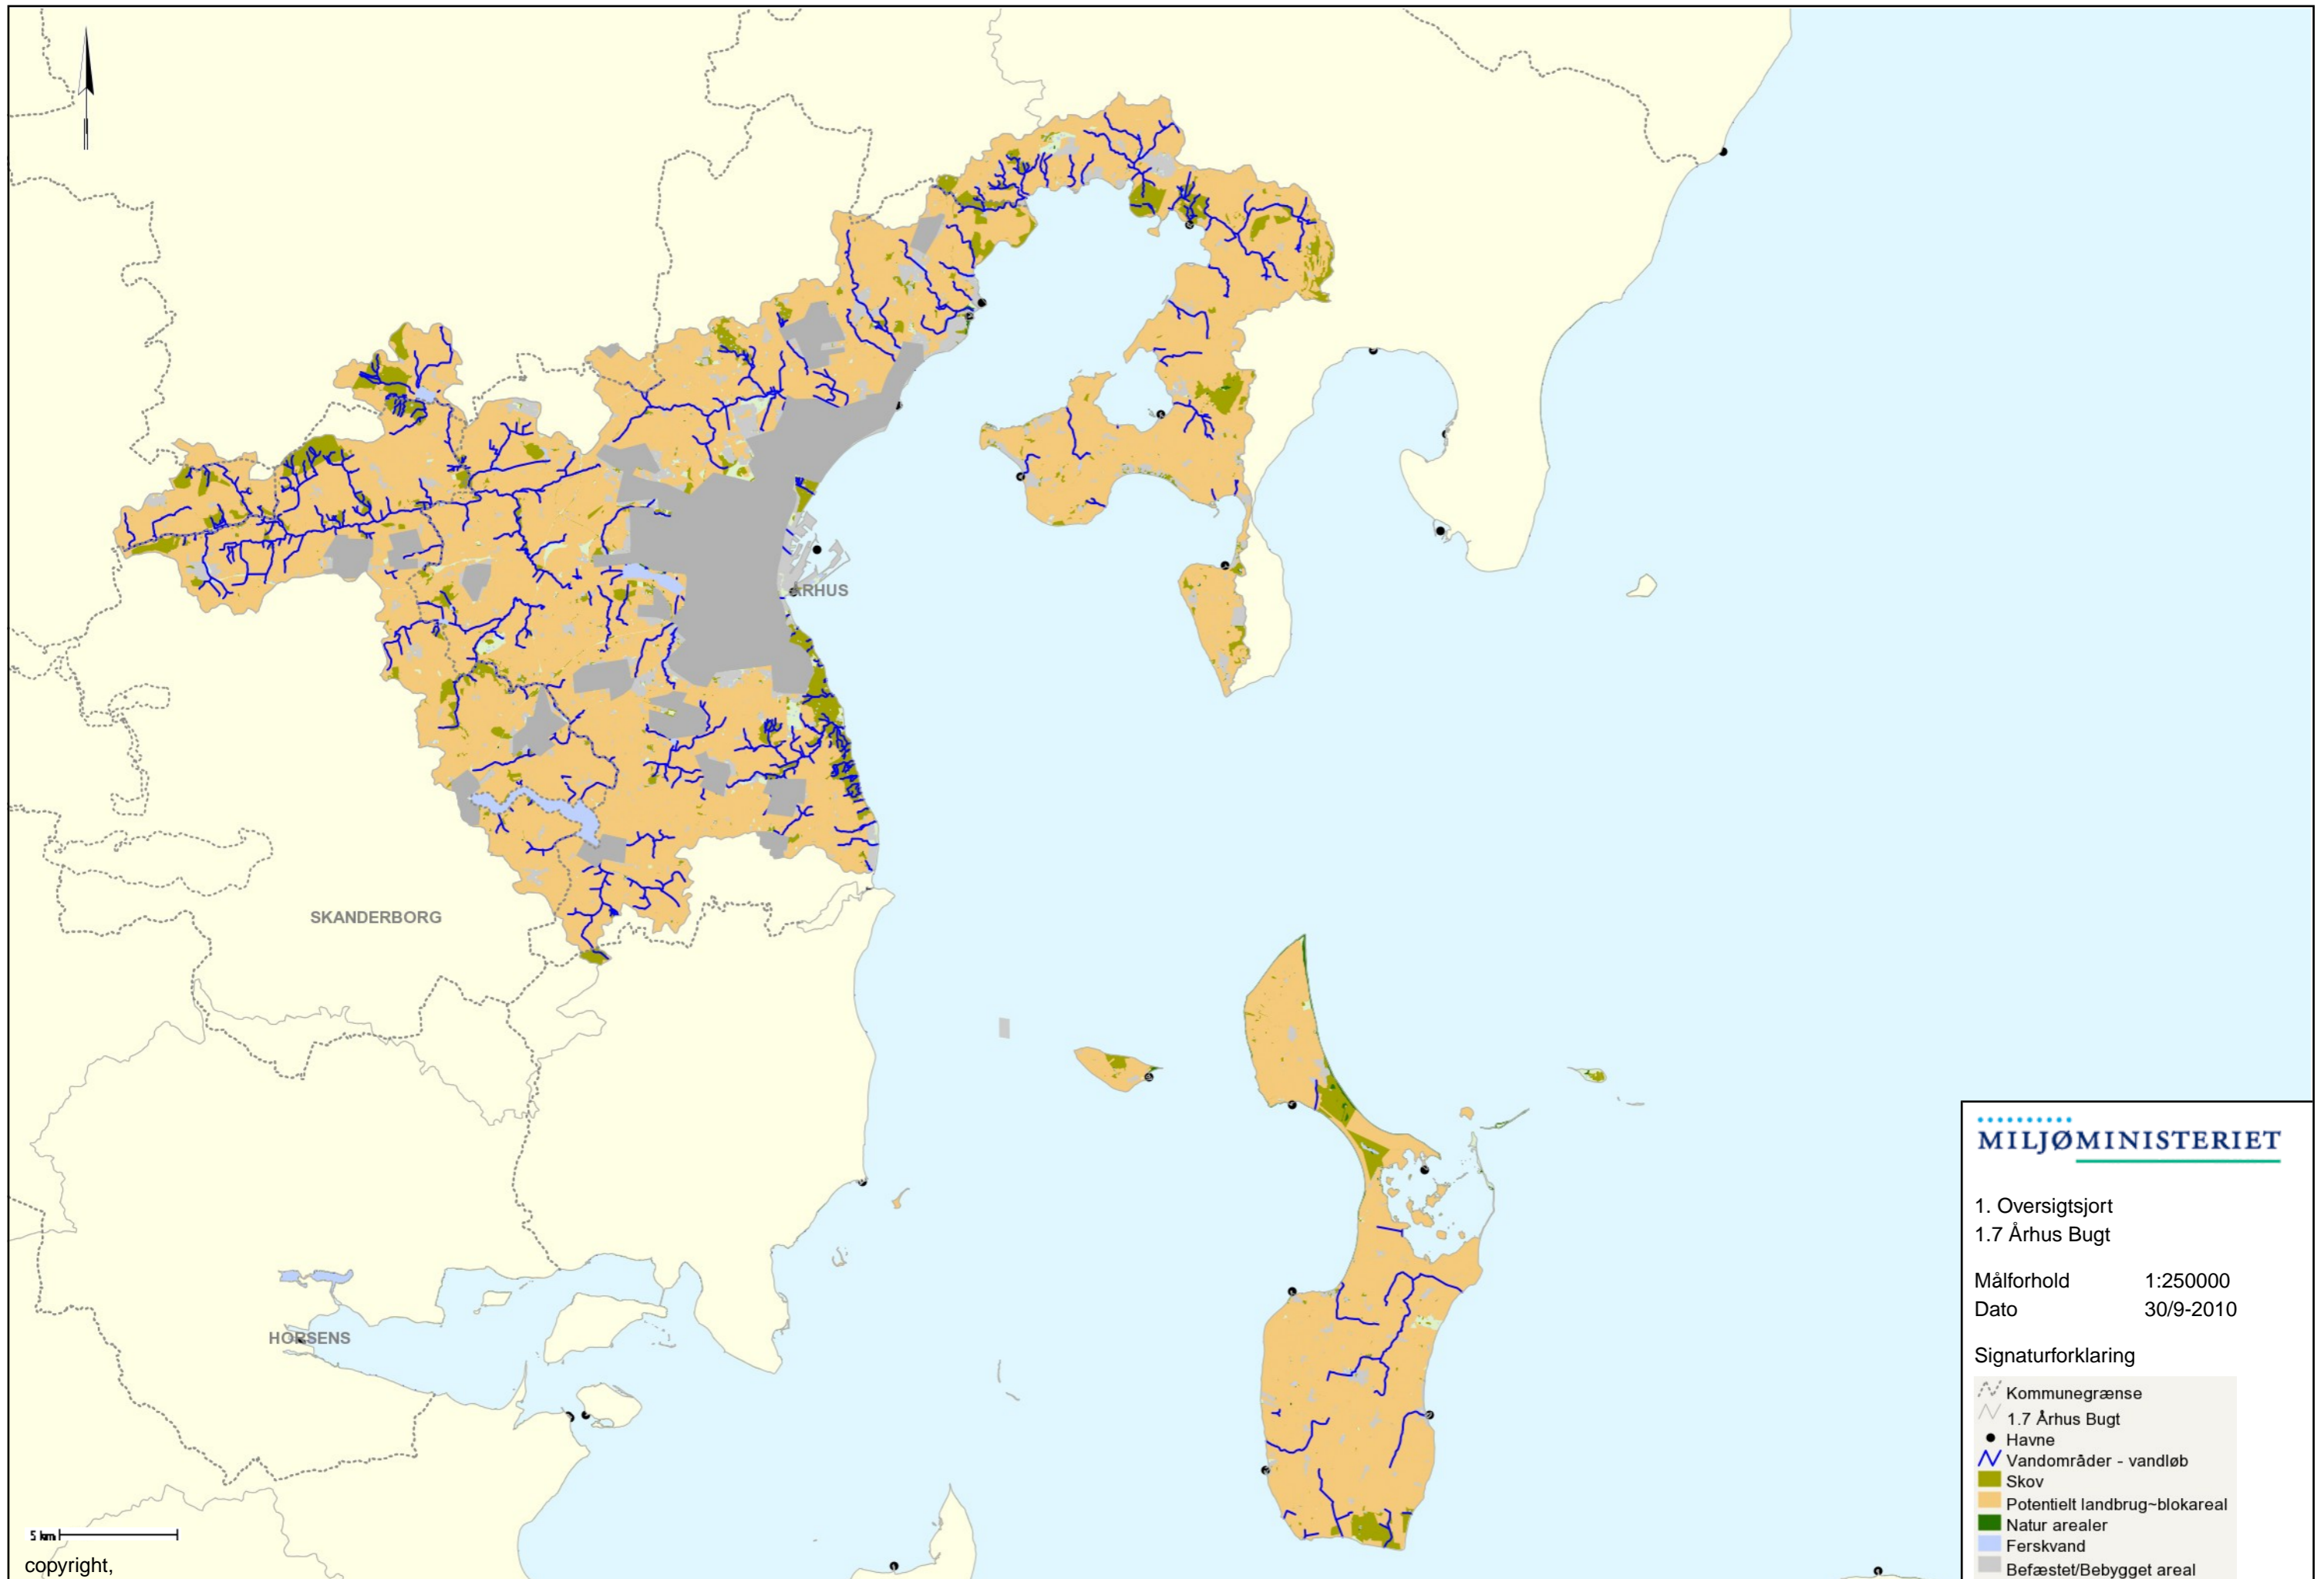 ÅRHUS
SKANDERBORG
HORSENS
5 km
copyright,
MILJØMINISTERIET
1. Oversigtsjort
1.7 Århus Bugt
Målforhold 1:250000
Dato 30/9-2010
Signaturforklaring
Kommunegrænse
1.7 Århus Bugt
Havne
Vandområder - vandløb
Skov
Potentielt landbrug~blokareal
Natur arealer
Ferskvand
Befæstet/Bebygget areal